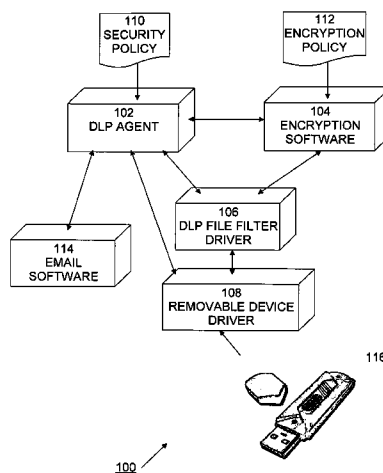 110
SECURITY
POLICY
112
ENCRYPTION
POLICY
102
DLP AGENT
104
ENCRYPTION
SOFTWARE
106
DLP FILE FILTER
DRIVER
114
EMAIL
SOFTWARE
108
REMOVABLE DEVICE
DRIVER
116
100